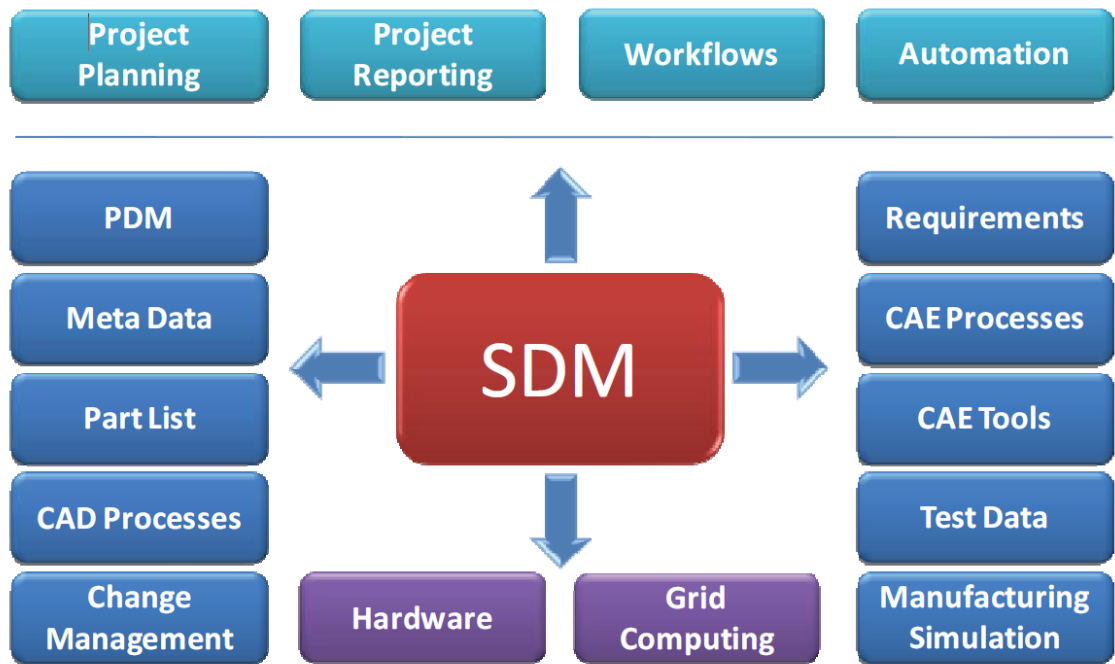 Project
Planning
Project
Reporting
Workflows
Automation
PDM
Meta Data
Part List
CAD Processes
Change
Management
SDM
Hardware
Grid
Computing
Requirements
CAE Processes
CAE Tools
Test Data
Manufacturing
Simulation